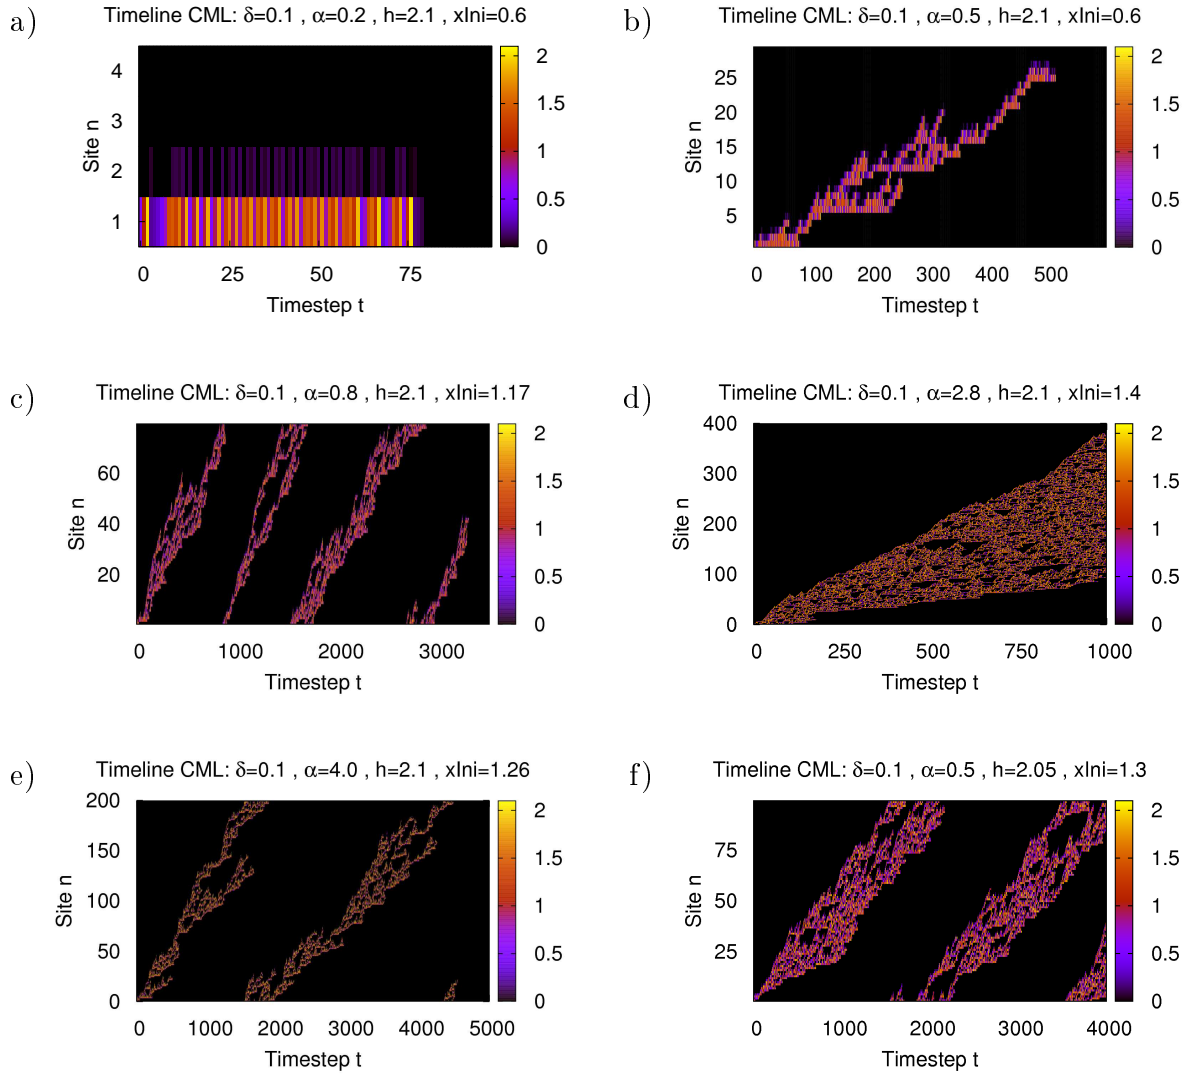 a)
Timeline CML: δ=0.1 , α=0.2 , h=2.1 , xIni=0.6
4
3
2
1
Site n
0 25 50 75
Timestep t
2
1.5
1
0.5
0
b)
Timeline CML: δ=0.1 , α=0.5 , h=2.1 , xIni=0.6
25
20
15
10
5
Site n
0 100 200 300 400 500
Timestep t
2
1.5
1
0.5
0
c)
Timeline CML: δ=0.1 , α=0.8 , h=2.1 , xIni=1.17
60
40
20
Site n
0 1000 2000 3000
Timestep t
2
1.5
1
0.5
0
d)
Timeline CML: δ=0.1 , α=2.8 , h=2.1 , xIni=1.4
400
300
200
100
0
Site n
0 250 500 750 1000
Timestep t
2
1.5
1
0.5
0
e)
Timeline CML: δ=0.1 , α=4.0 , h=2.1 , xIni=1.26
200
150
100
50
0
Site n
0 1000 2000 3000 4000 5000
Timestep t
2
1.5
1
0.5
0
f)
Timeline CML: δ=0.1 , α=0.5 , h=2.05 , xIni=1.3
75
50
25
Site n
0 1000 2000 3000 4000
Timestep t
2
1.5
1
0.5
0